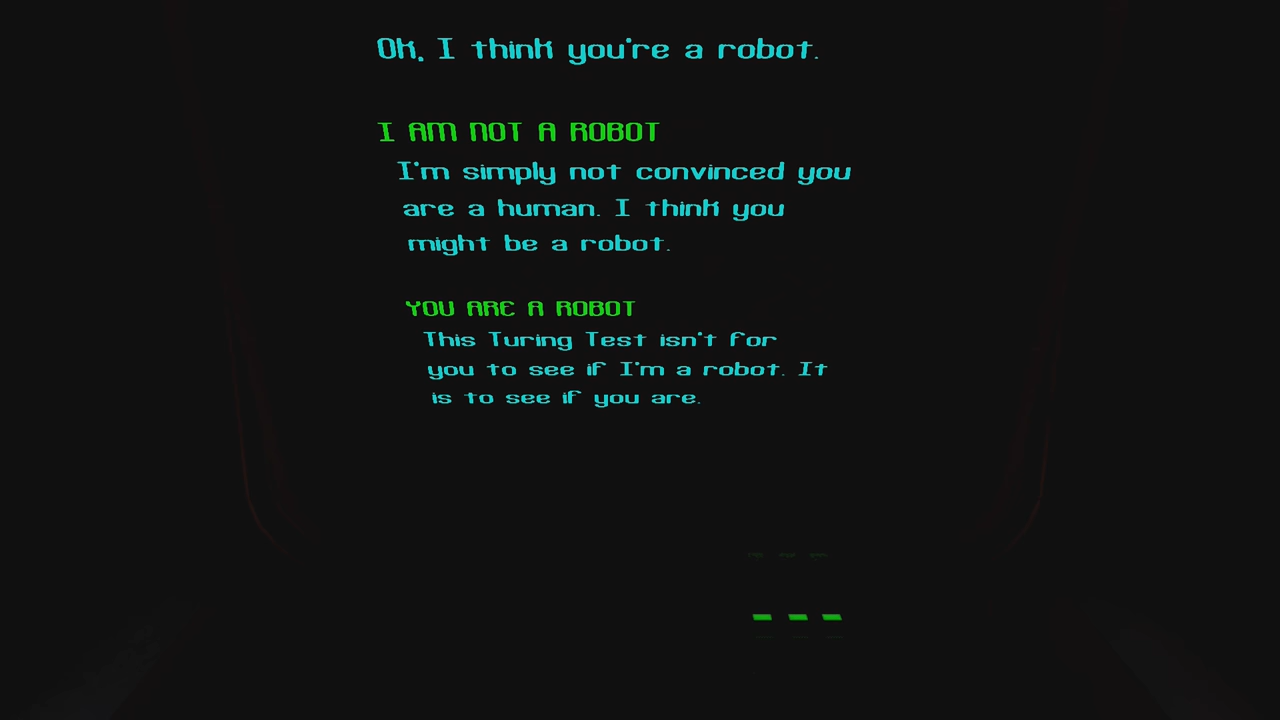 Ok, I think you're a robot.
I AM NOT A ROBOT
I'm simply not convinced you
are a human. I think you
might be a robot.
YOU ARE A ROBOT
This Turing Test isn't for
you to see if I'm a robot. It
is to see if you are.